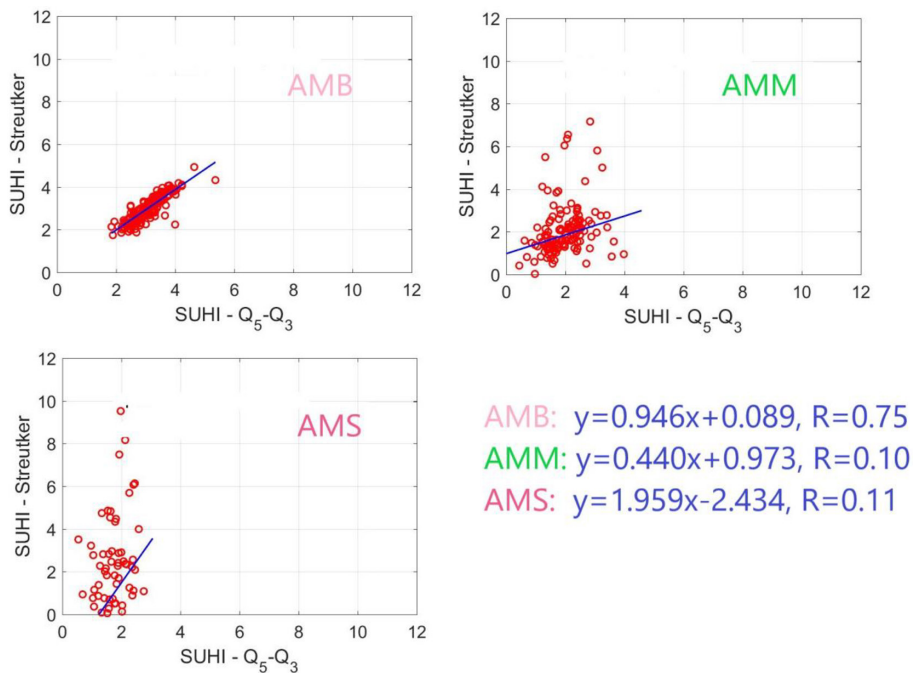 12
10
8
6
4
2
0
SUHI - Streutker
AMB
0 2 4 6 8 10 12
SUHI - Q5-Q3
12
10
8
6
4
2
0
SUHI - Streutker
AMM
0 2 4 6 8 10 12
SUHI - Q5-Q3
12
10
8
6
4
2
0
SUHI - Streutker
AMS
0 2 4 6 8 10 12
SUHI - Q5-Q3
AMB: y=0.946x+0.089, R=0.75
AMM: y=0.440x+0.973, R=0.10
AMS: y=1.959x-2.434, R=0.11